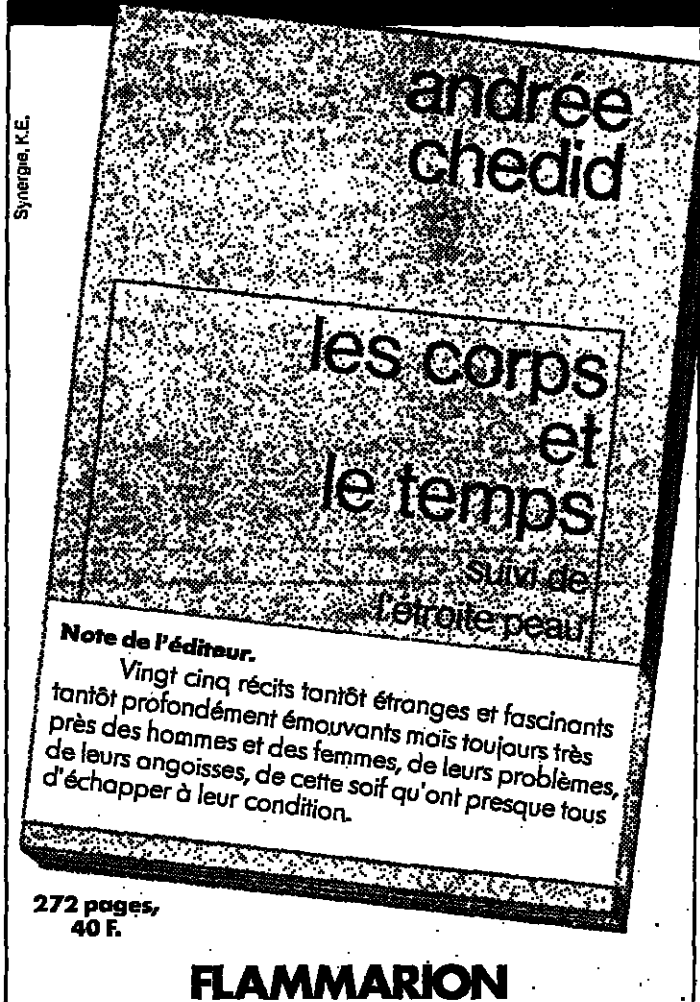 Synergie, K.E.
andrée
chedid
les corps
et
le temps
suivi de
l'étroite peau
Note de l'éditeur.
Vingt cinq récits tantôt étranges et fascinants
tantôt profondément émouvants mais toujours très
près des hommes et des femmes, de leurs problèmes,
de leurs angoisses, de cette soif qu'ont presque tous
d'échapper à leur condition.
272 pages,
40 F.
FLAMMARION